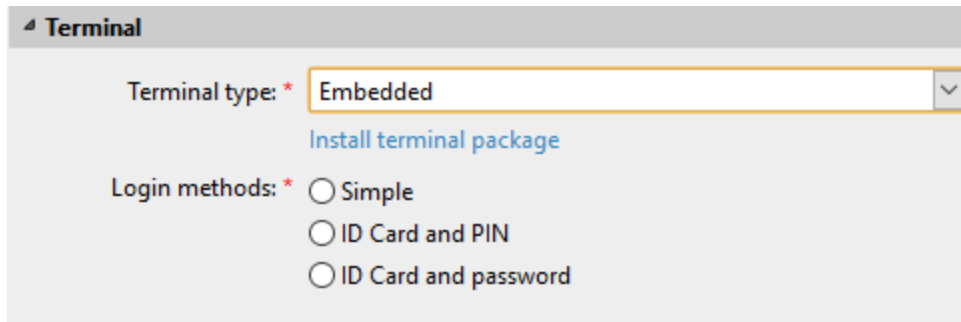 Terminal
Terminal type: * Embedded
Install terminal package
Login methods: * Simple
ID Card and PIN
ID Card and password